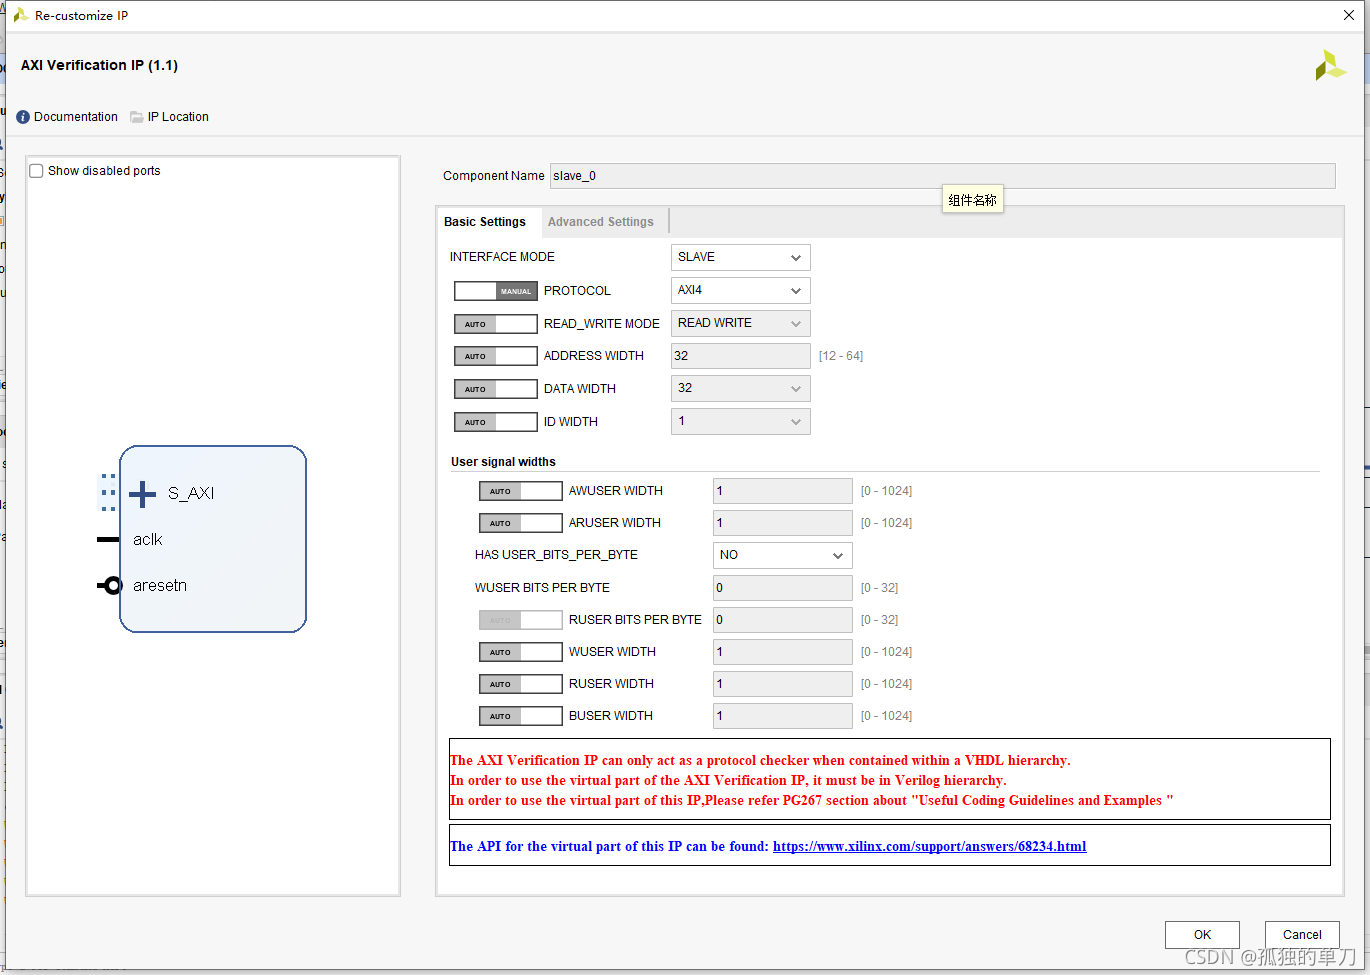 Re-customize IP
AXI Verification IP (1.1)
Documentation IP Location
Show disabled ports
S_AXI
aclk
aresetn
Component Name slave_0
组件名称
Basic Settings Advanced Settings
INTERFACE MODE SLAVE
MANUAL PROTOCOL AXI4
AUTO READ_WRITE MODE READ WRITE
AUTO ADDRESS WIDTH 32 [12 - 64]
AUTO DATA WIDTH 32
AUTO ID WIDTH 1
User signal widths
AUTO AWUSER WIDTH 1 [0 - 1024]
AUTO ARUSER WIDTH 1 [0 - 1024]
HAS USER_BITS_PER_BYTE NO
WUSER BITS PER BYTE 0 [0 - 32]
AUTO RUSER BITS PER BYTE 0 [0 - 32]
AUTO WUSER WIDTH 1 [0 - 1024]
AUTO RUSER WIDTH 1 [0 - 1024]
AUTO BUSER WIDTH 1 [0 - 1024]
The AXI Verification IP can only act as a protocol checker when contained within a VHDL hierarchy.
In order to use the virtual part of the AXI Verification IP, it must be in Verilog hierarchy.
In order to use the virtual part of this IP,Please refer PG267 section about "Useful Coding Guidelines and Examples "
The API for the virtual part of this IP can be found: https://www.xilinx.com/support/answers/68234.html
OK Cancel
CSDN @孤独的单刀